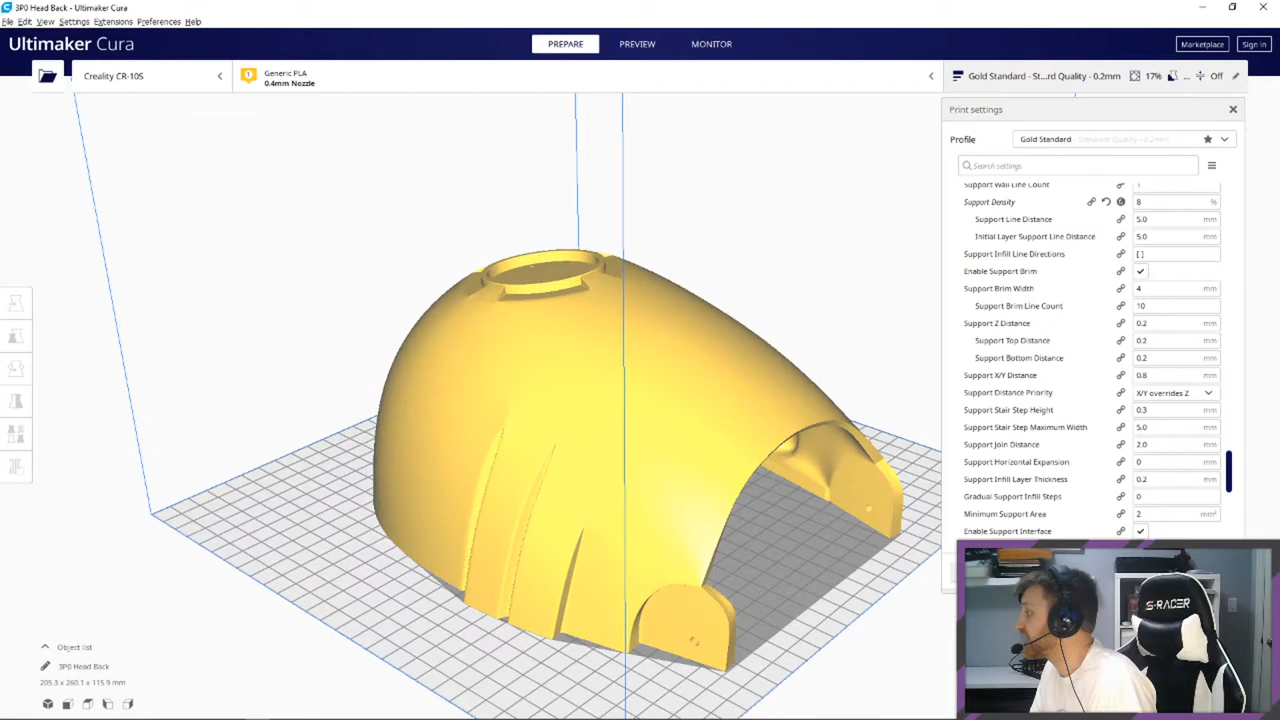 3P0 Head Back - Ultimaker Cura
File Edit View Settings Extensions Preferences Help
Ultimaker Cura
PREPARE
PREVIEW
MONITOR
Marketplace
Sign in
Creality CR-10S
1
Generic PLA
0.4mm Nozzle
Gold Standard - St...rd Quality - 0.2mm
17%
...
Off
Print settings
Profile
Gold Standard - Standard Quality - 0.2mm
Search settings
Support Wall Line Count 1
Support Density 8 %
Support Line Distance 5.0 mm
Initial Layer Support Line Distance 5.0 mm
Support Infill Line Directions [ ]
Enable Support Brim
Support Brim Width 4 mm
Support Brim Line Count 10
Support Z Distance 0.2 mm
Support Top Distance 0.2 mm
Support Bottom Distance 0.2 mm
Support X/Y Distance 0.8 mm
Support Distance Priority X/Y overrides Z
Support Stair Step Height 0.3 mm
Support Stair Step Maximum Width 5.0 mm
Support Join Distance 2.0 mm
Support Horizontal Expansion 0 mm
Support Infill Layer Thickness 0.2 mm
Gradual Support Infill Steps 0
Minimum Support Area 2 mm²
Enable Support Interface
S-RACER
Object list
3P0 Head Back
205.3 x 260.1 x 115.9 mm